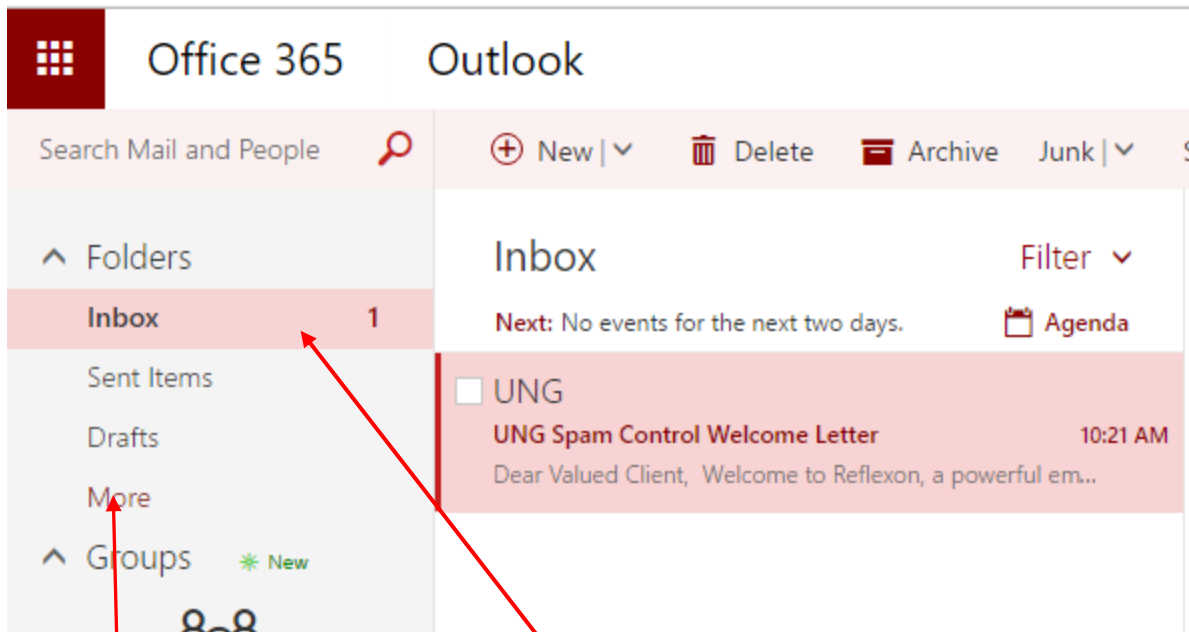 Office 365 Outlook
Search Mail and People New Delete Archive Junk
Folders
Inbox 1
Sent Items
Drafts
More
Groups New
Inbox Filter
Next: No events for the next two days. Agenda
UNG
UNG Spam Control Welcome Letter 10:21 AM
Dear Valued Client, Welcome to Reflexon, a powerful em...